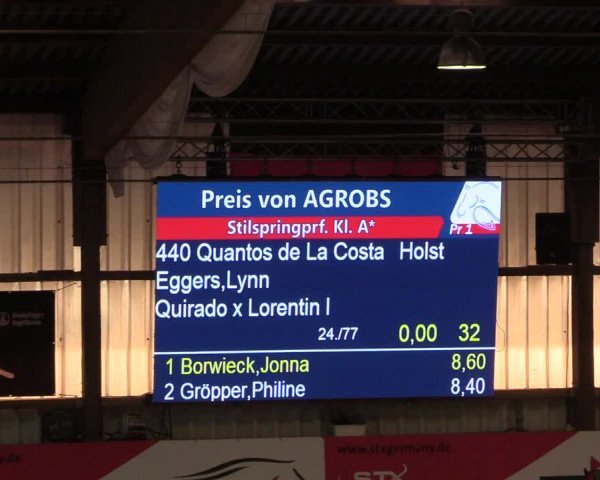 Preis von AGROBS
Stilspringprf. Kl. A*
Pr 1
440 Quantos de La Costa Holst
Eggers,Lynn
Quirado x Lorentin I
24./77 0,00 32
1 Borwieck,Jonna 8,60
2 Gröpper,Philine 8,40
www.stxgermany.de
STX